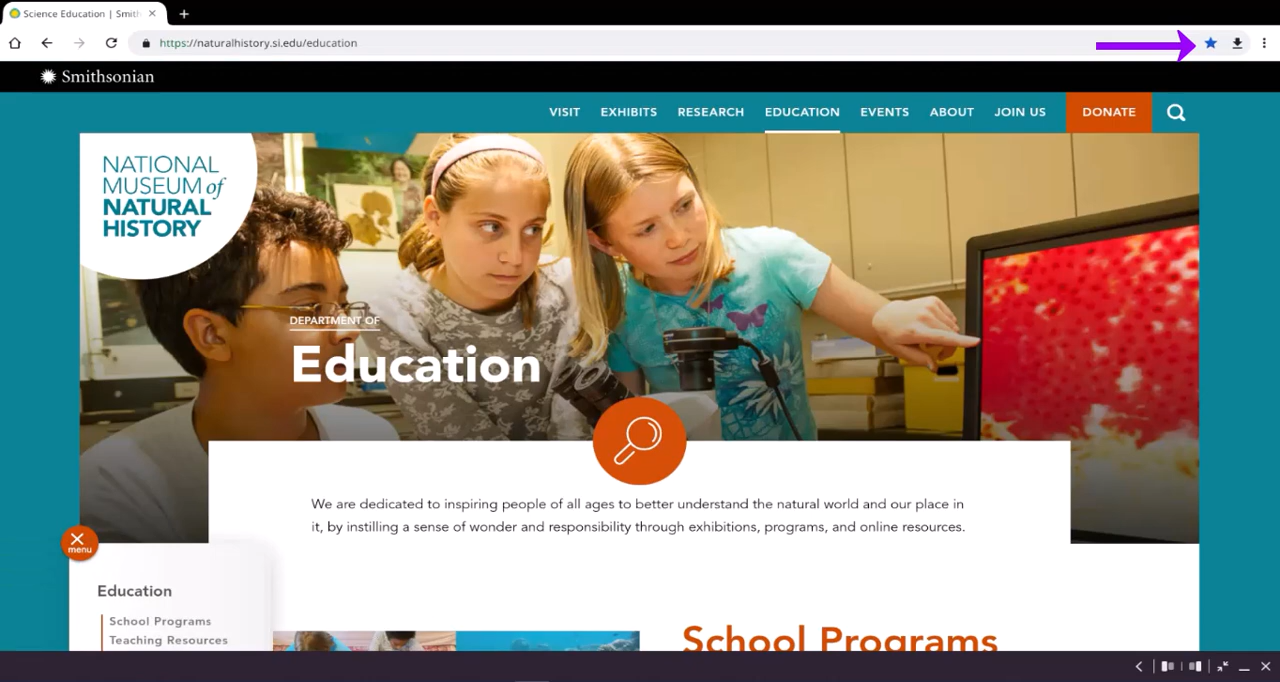 Science Education | Smith
https://naturalhistory.si.edu/education
Smithsonian
VISIT EXHIBITS RESEARCH EDUCATION EVENTS ABOUT JOIN US DONATE
NATIONAL
MUSEUM of
NATURAL
HISTORY
DEPARTMENT OF
Education
We are dedicated to inspiring people of all ages to better understand the natural world and our place in
it, by instilling a sense of wonder and responsibility through exhibitions, programs, and online resources.
menu
Education
School Programs
Teaching Resources
School Programs